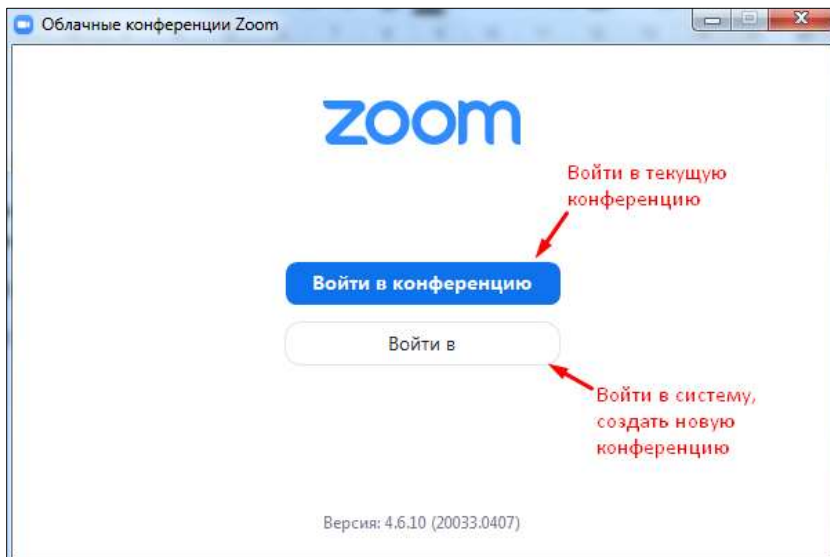 Облачные конференции Zoom
zoom
Войти в текущую
конференцию
Войти в конференцию
Войти в
Войти в систему,
создать новую
конференцию
Версия: 4.6.10 (20033.0407)